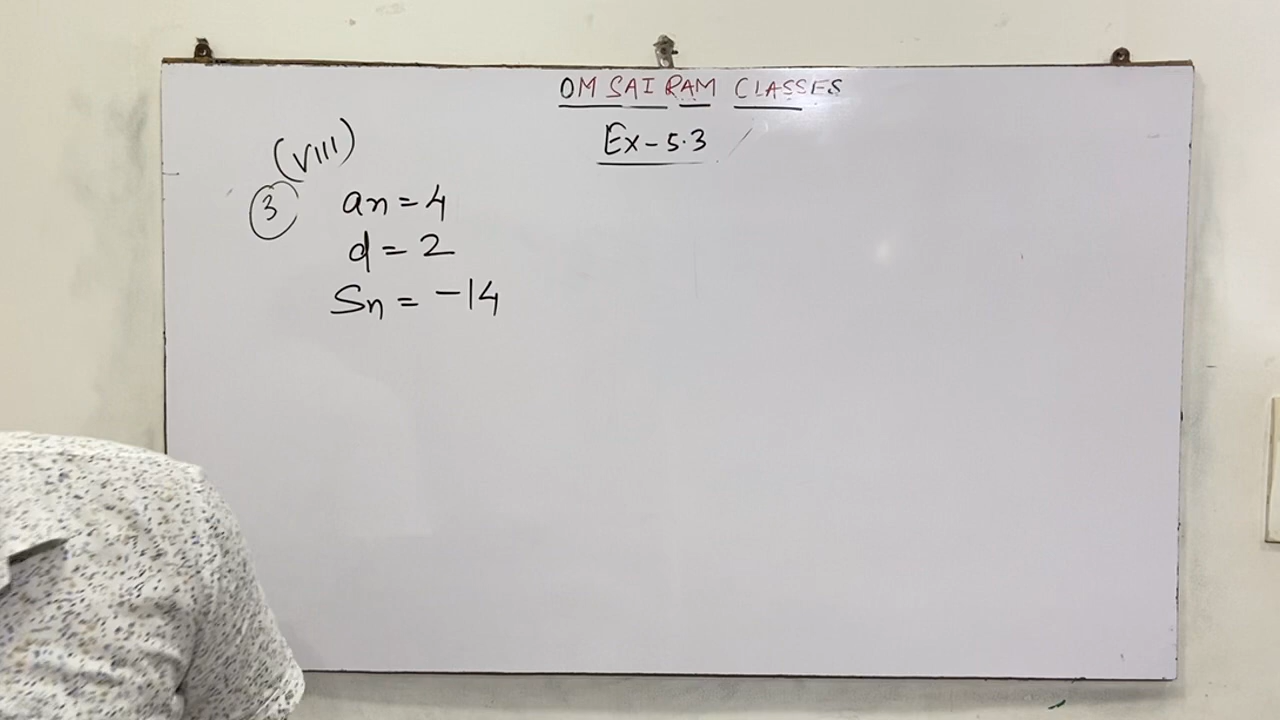 OM SAI RAM CLASSES
Ex-5.3
(VIII)
3 an = 4
d = 2
Sn = -14